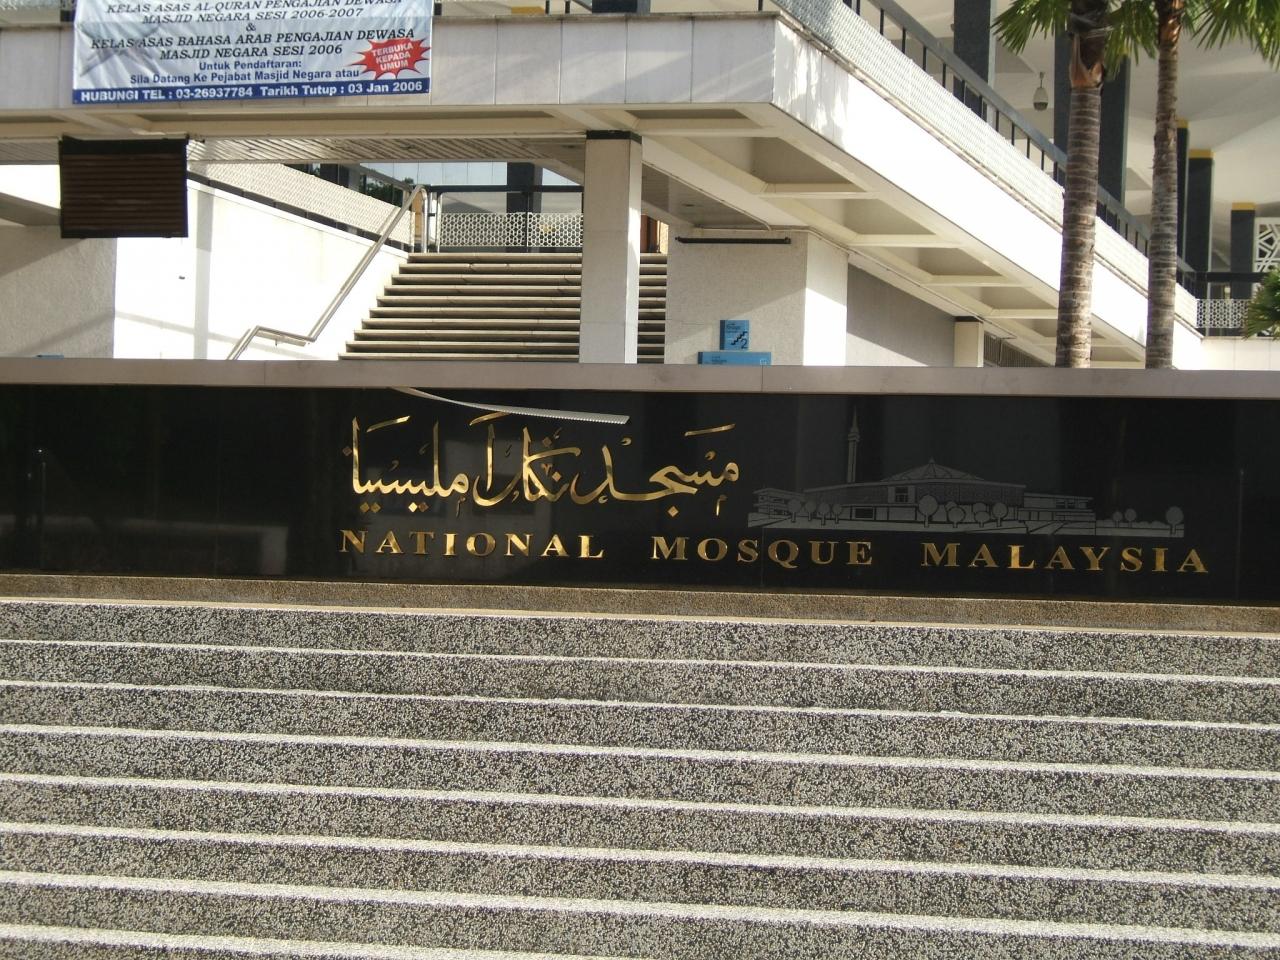 KELAS ASAS AL-QURAN PENGAJIAN DEWASA
MASJID NEGARA SESI 2006-2007
&
KELAS ASAS BAHASA ARAB PENGAJIAN DEWASA
MASJID NEGARA SESI 2006
Untuk Pendaftaran:
Sila Datang Ke Pejabat Masjid Negara atau
HUBUNGI TEL : 03-26937784 Tarikh Tutup : 03 Jan 2006
TERBUKA
KEPADA
UMUM
2
مسجد نݢارا مليسيا
NATIONAL MOSQUE MALAYSIA